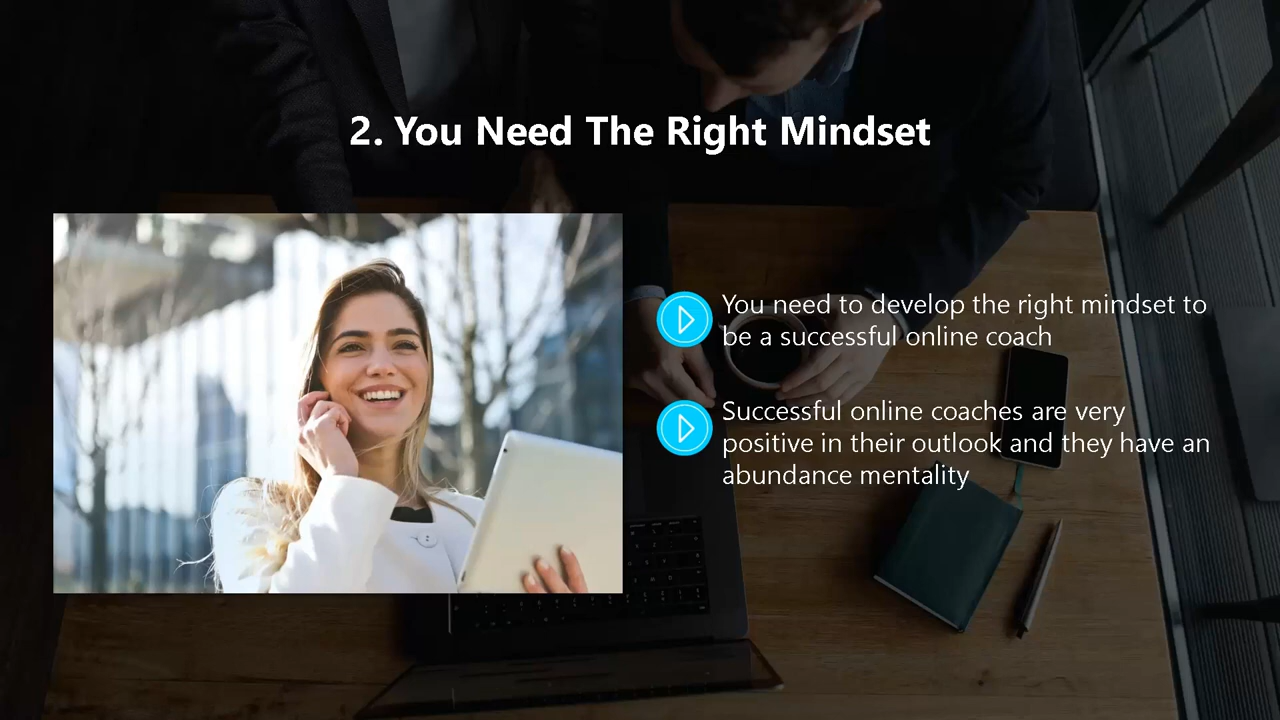 2. You Need The Right Mindset
You need to develop the right mindset to
be a successful online coach
Successful online coaches are very
positive in their outlook and they have an
abundance mentality